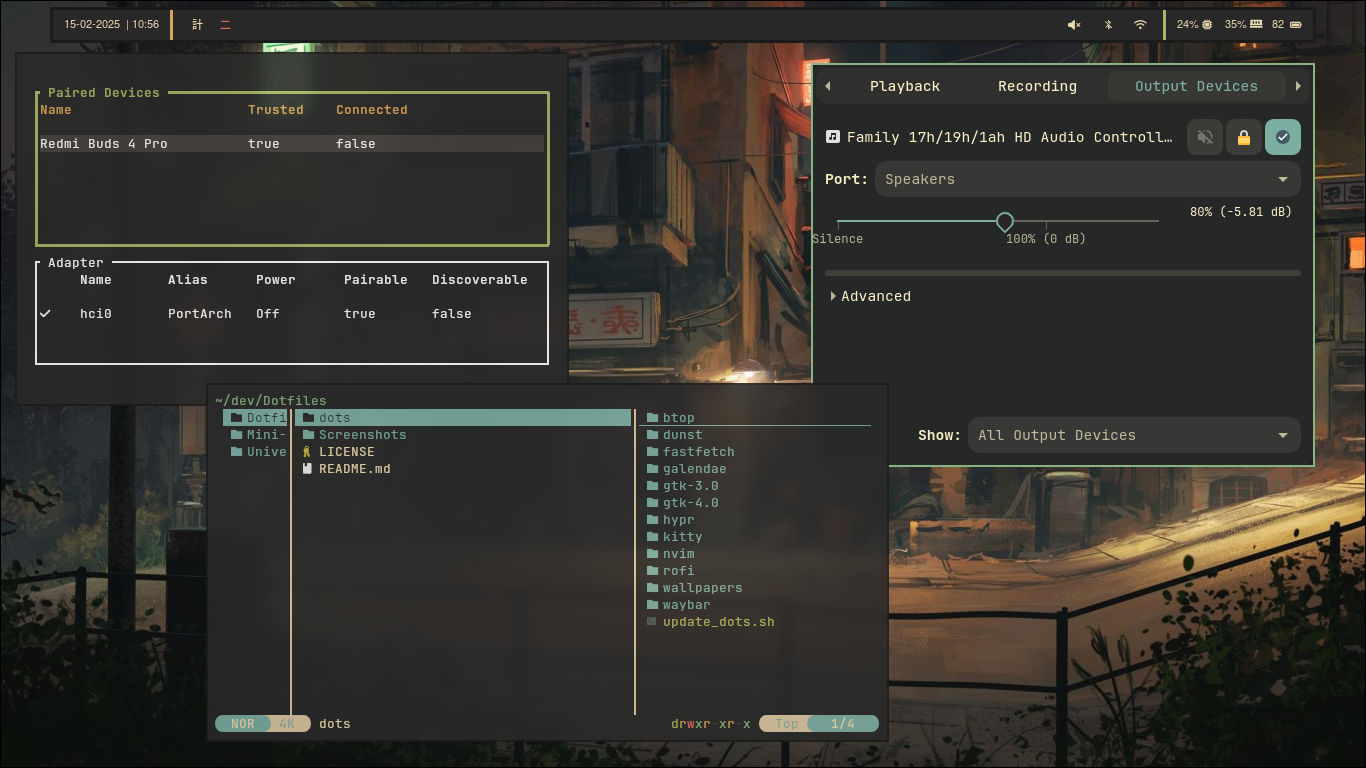 15-02-2025 | 10:56 計 二 24% 35% 82
Paired Devices
Name Trusted Connected
Redmi Buds 4 Pro true false
Adapter
Name Alias Power Pairable Discoverable
hci0 PortArch Off true false
Playback Recording Output Devices
Family 17h/19h/1ah HD Audio Controll…
Port: Speakers
80% (-5.81 dB)
Silence 100% (0 dB)
Advanced
Show: All Output Devices
~/dev/Dotfiles
Dotfi dots btop
Mini- Screenshots dunst
Unive LICENSE fastfetch
README.md galendae
gtk-3.0
gtk-4.0
hypr
kitty
nvim
rofi
wallpapers
waybar
update_dots.sh
NOR 4K dots drwxr-xr-x Top 1/4